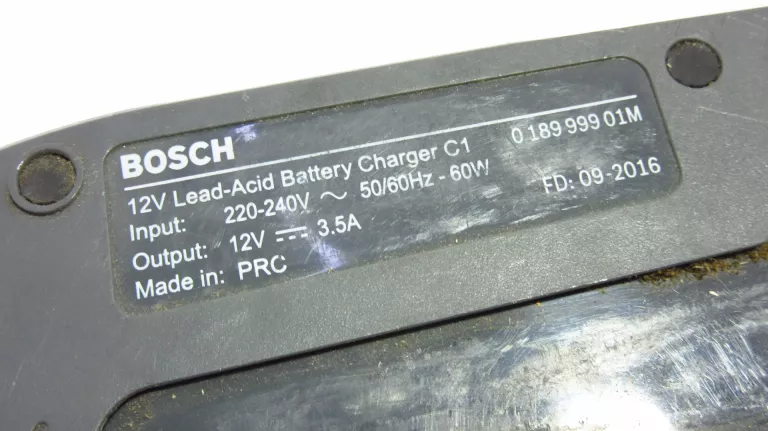 BOSCH
0 189 999 01M
12V Lead-Acid Battery Charger C1
Input: 220-240V ~ 50/60Hz - 60W
FD: 09-2016
Output: 12V ⎓ 3.5A
Made in: PRC